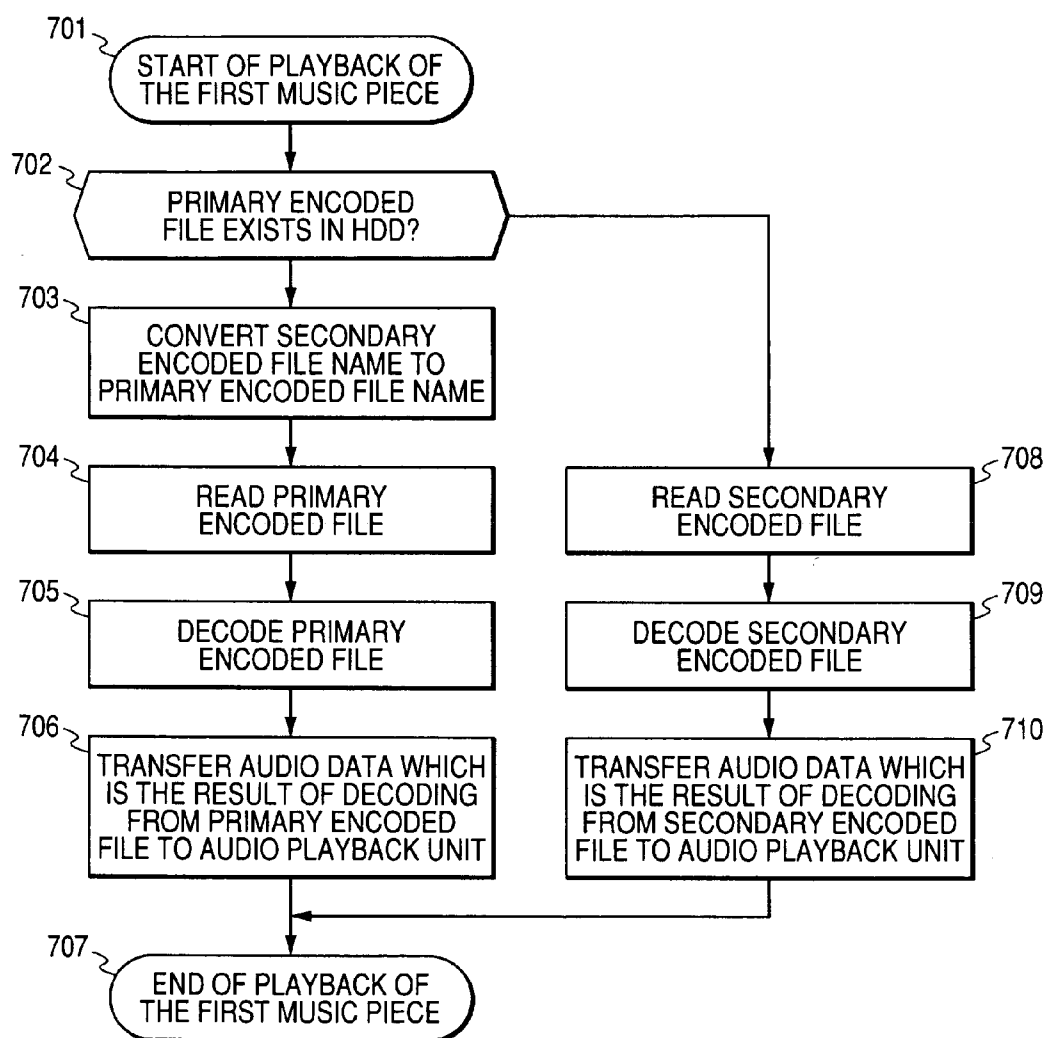 701
START OF PLAYBACK OF
THE FIRST MUSIC PIECE
702
PRIMARY ENCODED
FILE EXISTS IN HDD?
703
CONVERT SECONDARY
ENCODED FILE NAME TO
PRIMARY ENCODED FILE NAME
704
READ PRIMARY
ENCODED FILE
708
READ SECONDARY
ENCODED FILE
705
DECODE PRIMARY
ENCODED FILE
709
DECODE SECONDARY
ENCODED FILE
706
TRANSFER AUDIO DATA WHICH
IS THE RESULT OF DECODING
FROM PRIMARY ENCODED
FILE TO AUDIO PLAYBACK UNIT
710
TRANSFER AUDIO DATA WHICH
IS THE RESULT OF DECODING
FROM SECONDARY ENCODED
FILE TO AUDIO PLAYBACK UNIT
707
END OF PLAYBACK OF
THE FIRST MUSIC PIECE